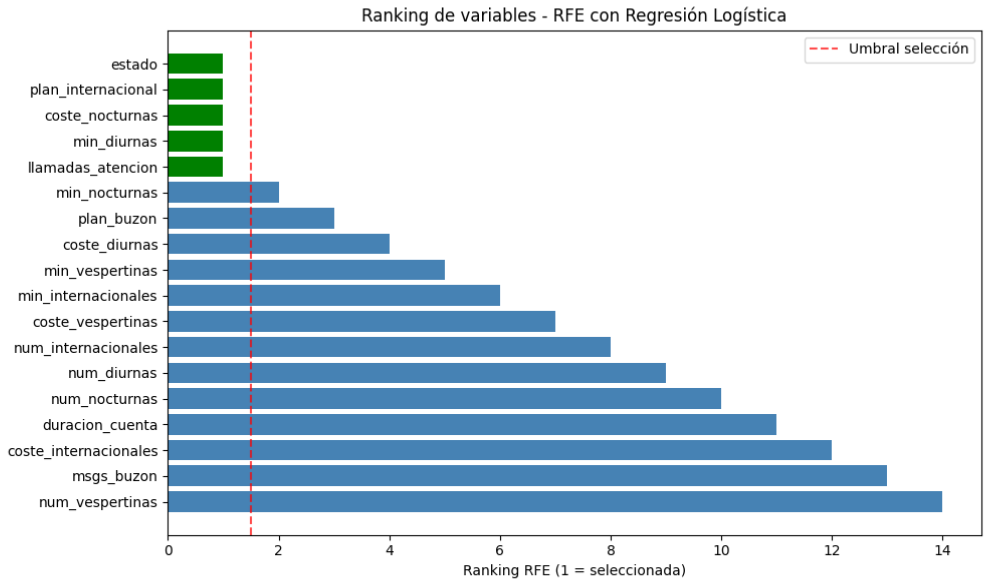 Ranking de variables - RFE con Regresión Logística
Umbral selección
estado
plan_internacional
coste_nocturnas
min_diurnas
llamadas_atencion
min_nocturnas
plan_buzon
coste_diurnas
min_vespertinas
min_internacionales
coste_vespertinas
num_internacionales
num_diurnas
num_nocturnas
duracion_cuenta
coste_internacionales
msgs_buzon
num_vespertinas
0 2 4 6 8 10 12 14
Ranking RFE (1 = seleccionada)